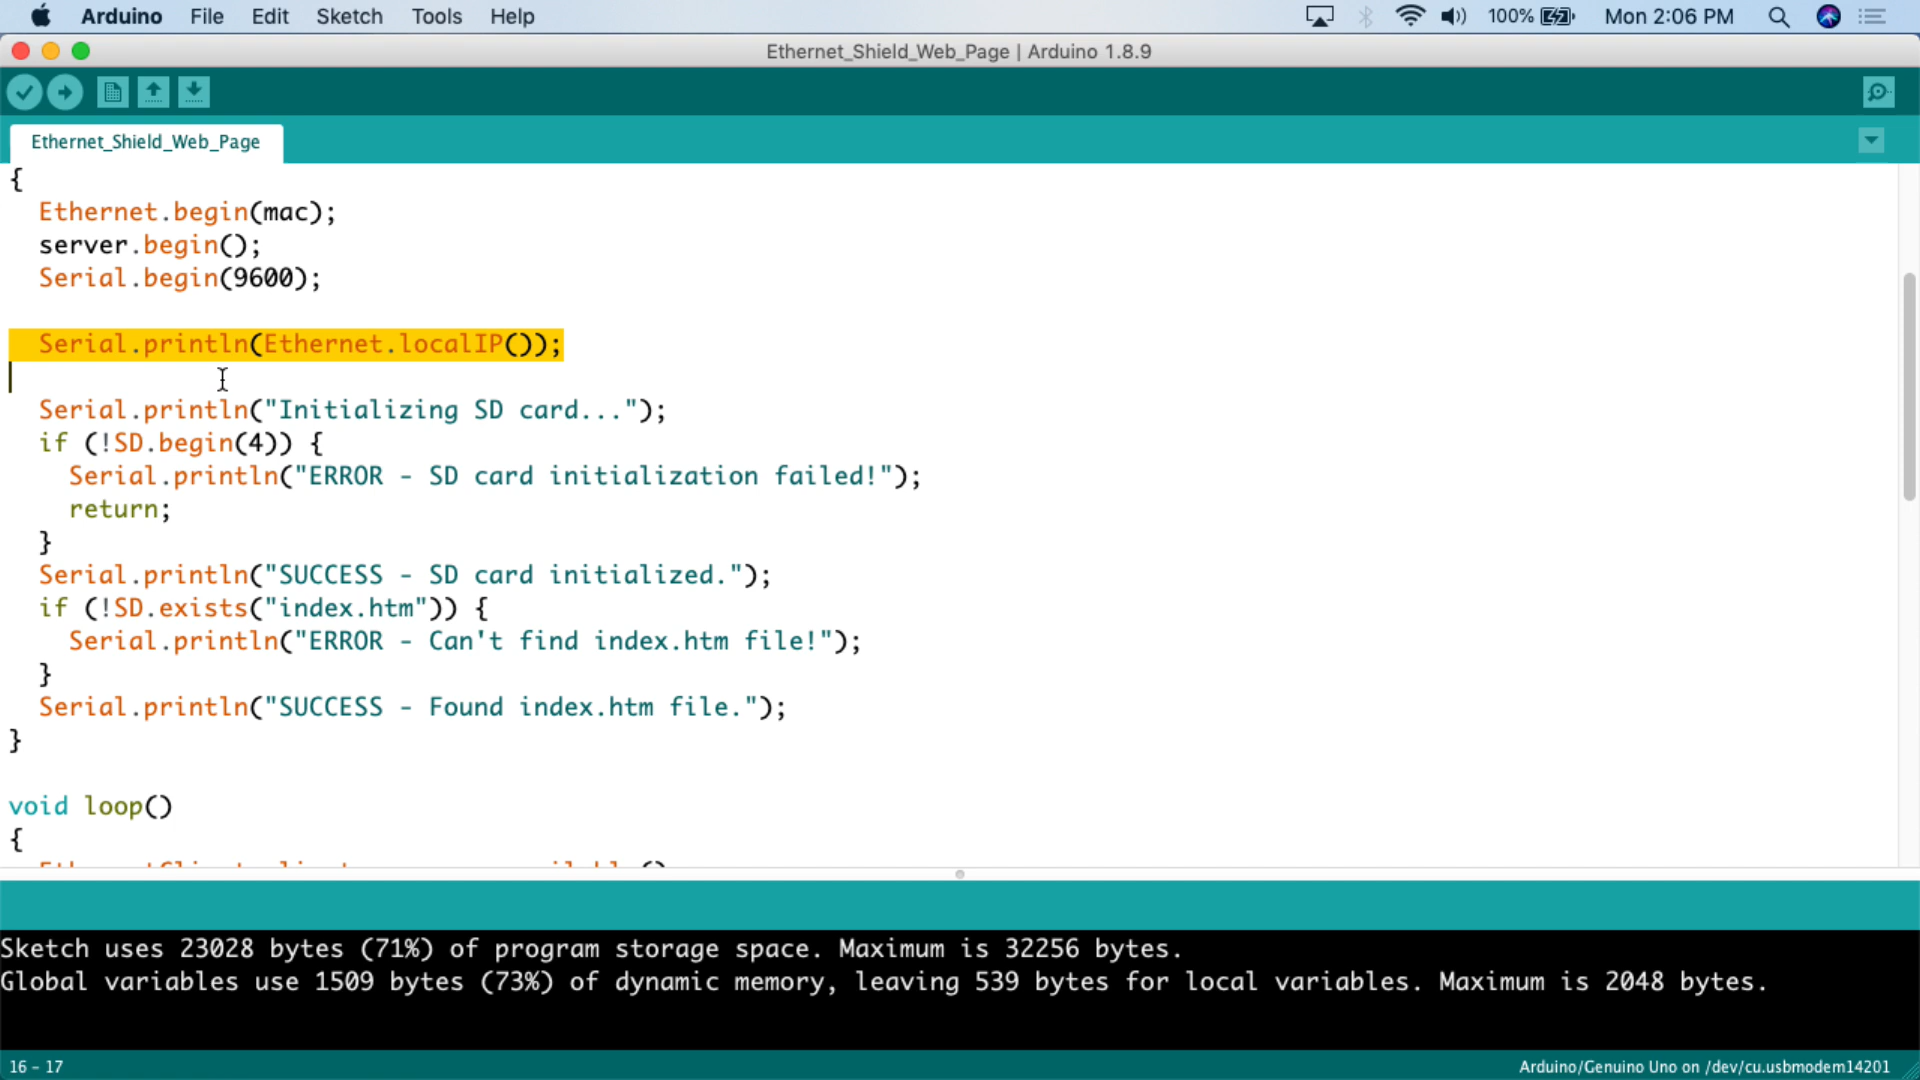 Arduino File Edit Sketch Tools Help 100% Mon 2:06 PM
Ethernet_Shield_Web_Page | Arduino 1.8.9
Ethernet_Shield_Web_Page
{
  Ethernet.begin(mac);
  server.begin();
  Serial.begin(9600);
  Serial.println(Ethernet.localIP());
  Serial.println("Initializing SD card...");
  if (!SD.begin(4)) {
    Serial.println("ERROR - SD card initialization failed!");
    return;
  }
  Serial.println("SUCCESS - SD card initialized.");
  if (!SD.exists("index.htm")) {
    Serial.println("ERROR - Can't find index.htm file!");
  }
  Serial.println("SUCCESS - Found index.htm file.");
}
void loop()
{
Sketch uses 23028 bytes (71%) of program storage space. Maximum is 32256 bytes.
Global variables use 1509 bytes (73%) of dynamic memory, leaving 539 bytes for local variables. Maximum is 2048 bytes.
16 - 17 Arduino/Genuino Uno on /dev/cu.usbmodem14201